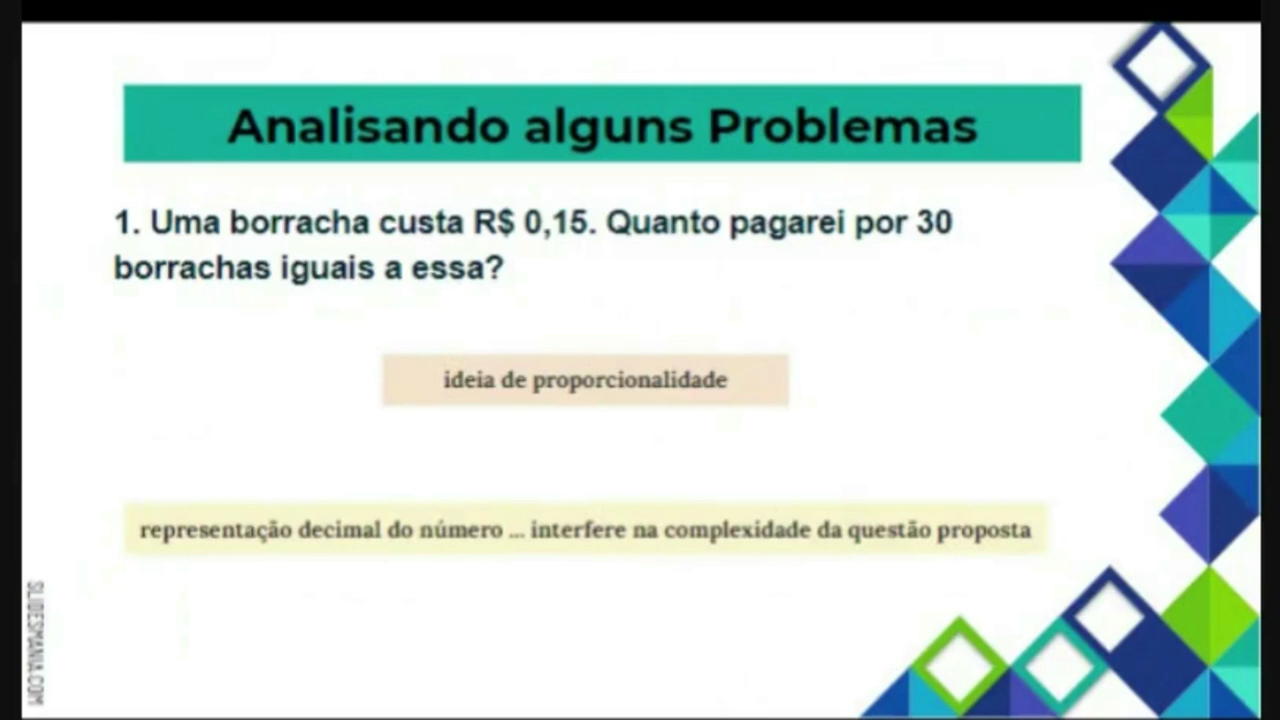 Analisando alguns Problemas
1. Uma borracha custa R$ 0,15. Quanto pagarei por 30
borrachas iguais a essa?
ideia de proporcionalidade
representação decimal do número ... interfere na complexidade da questão proposta
SLIDESMANIA.COM